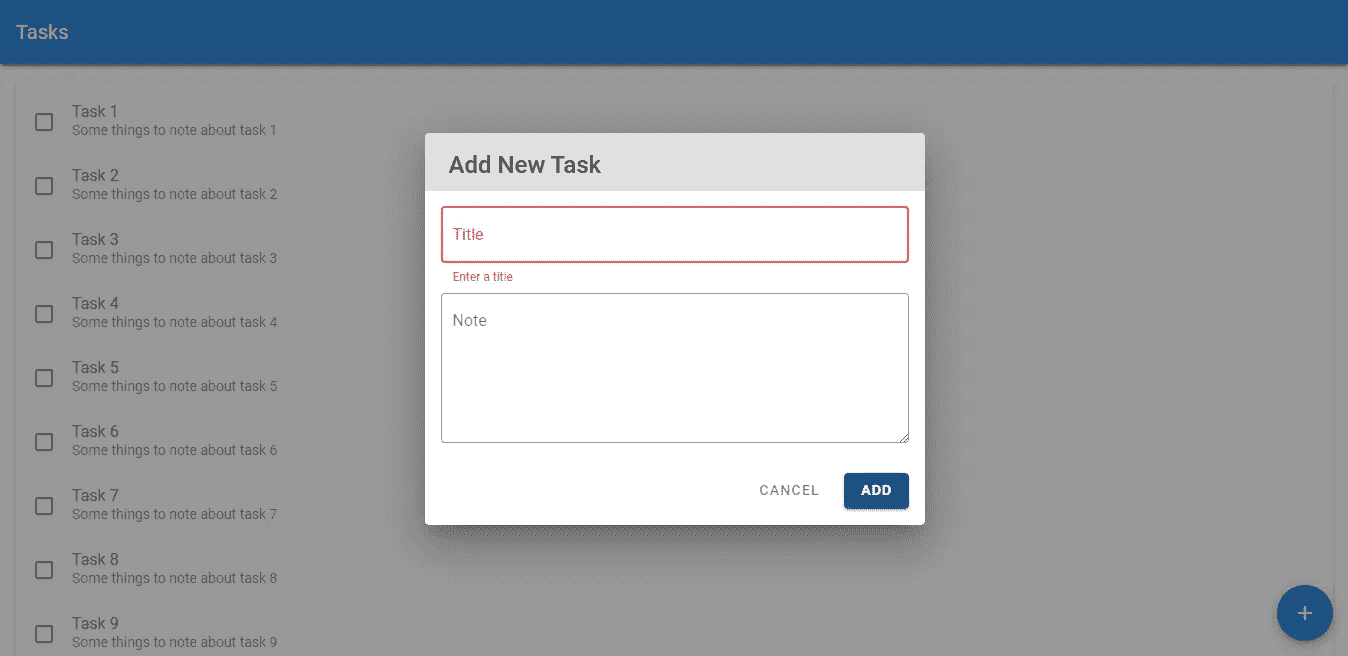 Tasks
Task 1
Some things to note about task 1
Task 2
Some things to note about task 2
Task 3
Some things to note about task 3
Task 4
Some things to note about task 4
Task 5
Some things to note about task 5
Task 6
Some things to note about task 6
Task 7
Some things to note about task 7
Task 8
Some things to note about task 8
Task 9
Some things to note about task 9
Add New Task
Title
Enter a title
Note
CANCEL ADD
+